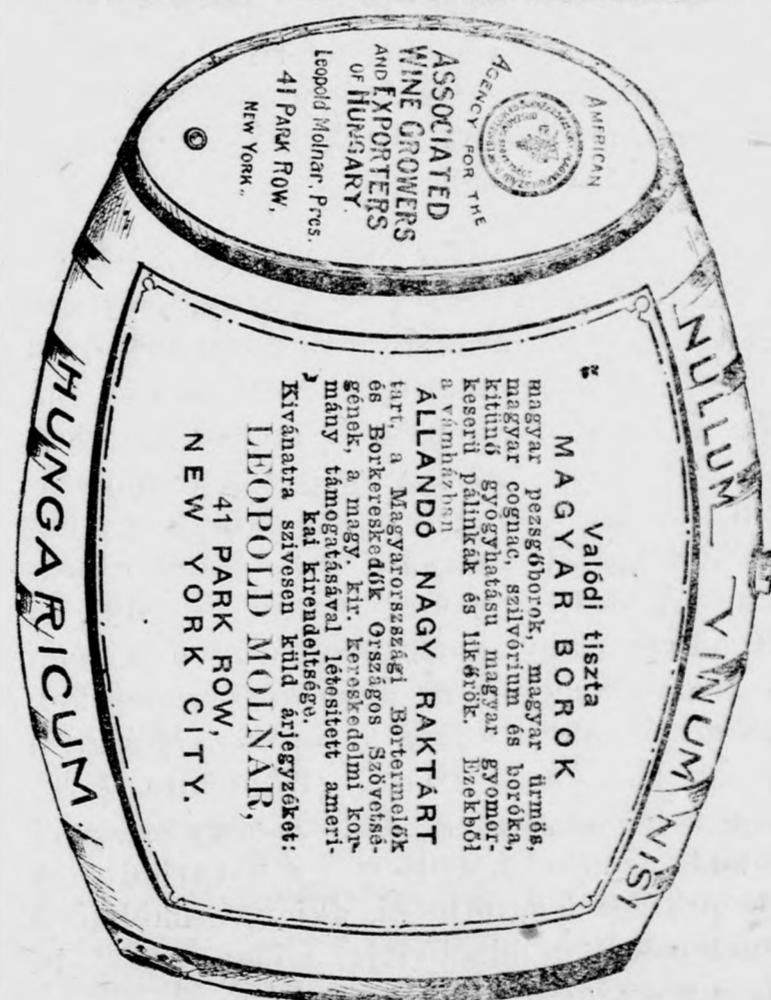 AMERICAN
AGENCY FOR THE
ASSOCIATED
WINE GROWERS
AND EXPORTERS
OF HUNGARY.
Leopold Molnar, Pres.
41 PARK ROW,
NEW YORK.
©
NULLUM VINUM NISI
Valódi tiszta
MAGYAR BOROK
magyar pezsgőborok, magyar ürmös,
magyar cognac, szilvórium és boróka,
kitünő gyógyhatásu magyar gyomor-
keserü pálinkák és likőrök. Ezekből
a vámházban
ÁLLANDÓ NAGY RAKTÁRT
tart, a Magyarorszszági Bortermelők
és Borkereskedők Országos Szövetsé-
gének, a magy. kir. kereskedelmi kor-
mány támogatásával létesitett ameri-
kai kirendeltsége.
Kivánatra szivesen küld árjegyzéket:
LEOPOLD MOLNAR,
41 PARK ROW,
NEW YORK CITY.
HUNGARICUM.